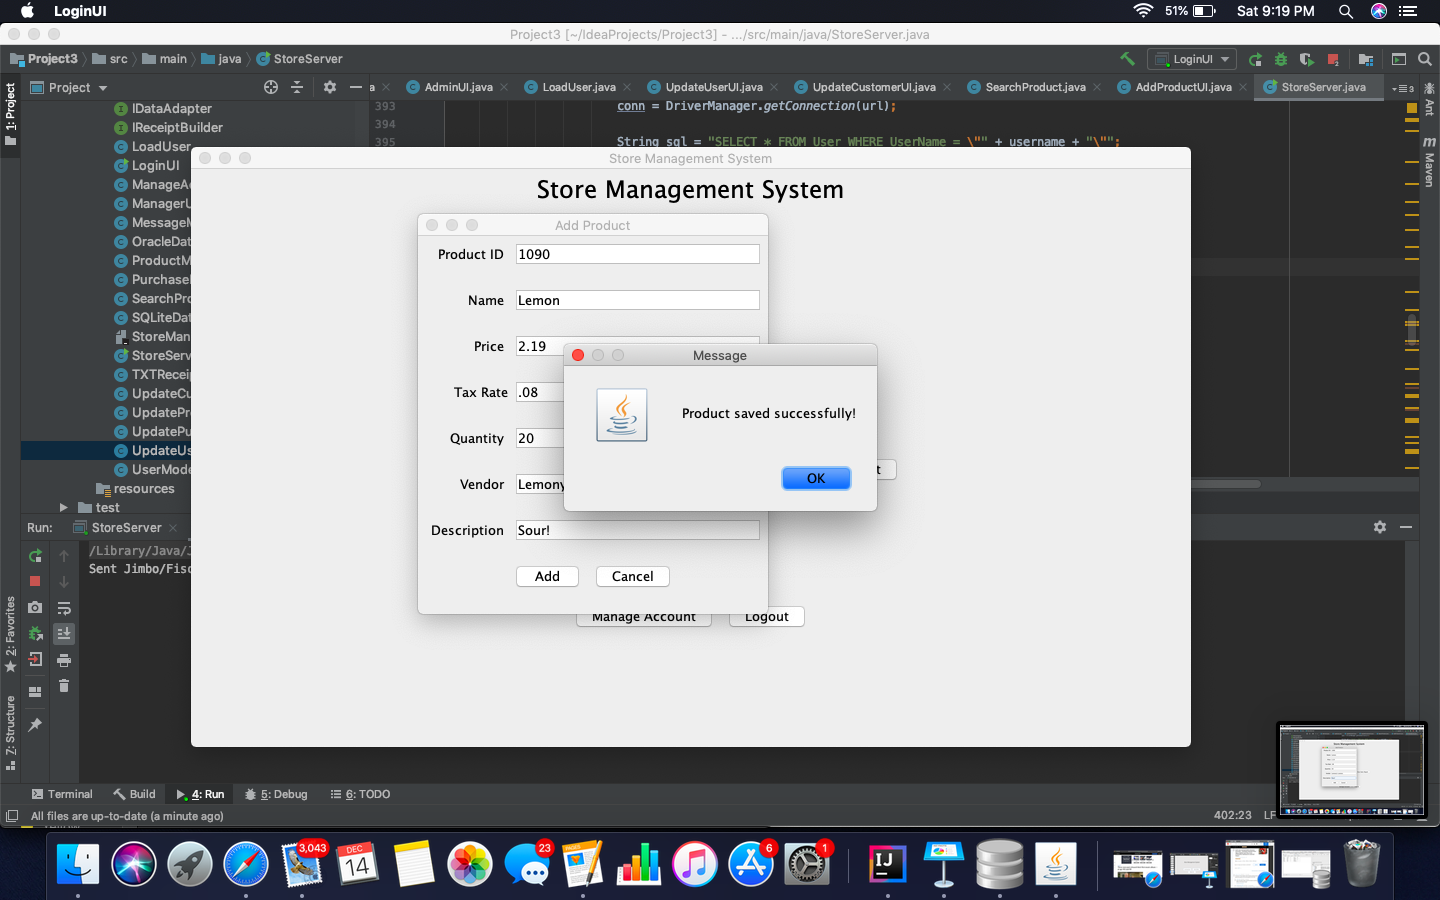 LoginUI 51% Sat 9:19 PM
Project3 [~/IdeaProjects/Project3] - .../src/main/java/StoreServer.java
Project3 src main java StoreServer LoginUI
Project a AdminUI.java LoadUser.java UpdateUserUI.java UpdateCustomerUI.java SearchProduct.java AddProductUI.java StoreServer.java 3
1: Project
Ant
Maven
393 conn = DriverManager.getConnection(url);
394
395 String sql = "SELECT * FROM User WHERE UserName = \"" + username + "\"";
IDataAdapter
IReceiptBuilder
LoadUser
LoginUI
ManageAc
ManagerU
MessageM
OracleDat
ProductM
Purchase
SearchPro
SQLiteDat
StoreMan
StoreServ
TXTRecei
UpdateCu
UpdatePr
UpdatePu
UpdateUs
UserMode
resources
test
Store Management System
Store Management System
Add Product
Product ID 1090
Name Lemon
Price 2.19
Tax Rate .08
Quantity 20
Vendor Lemony
Description Sour!
Add Cancel
Message
Product saved successfully!
OK
t
Manage Account Logout
Run: StoreServer
/Library/Java/J
Sent Jimbo/Fisc
2: Favorites
7: Structure
Terminal Build 4: Run 5: Debug 6: TODO
All files are up-to-date (a minute ago) 402:23 LF
3,043 DEC 14 23 6 1 IJ